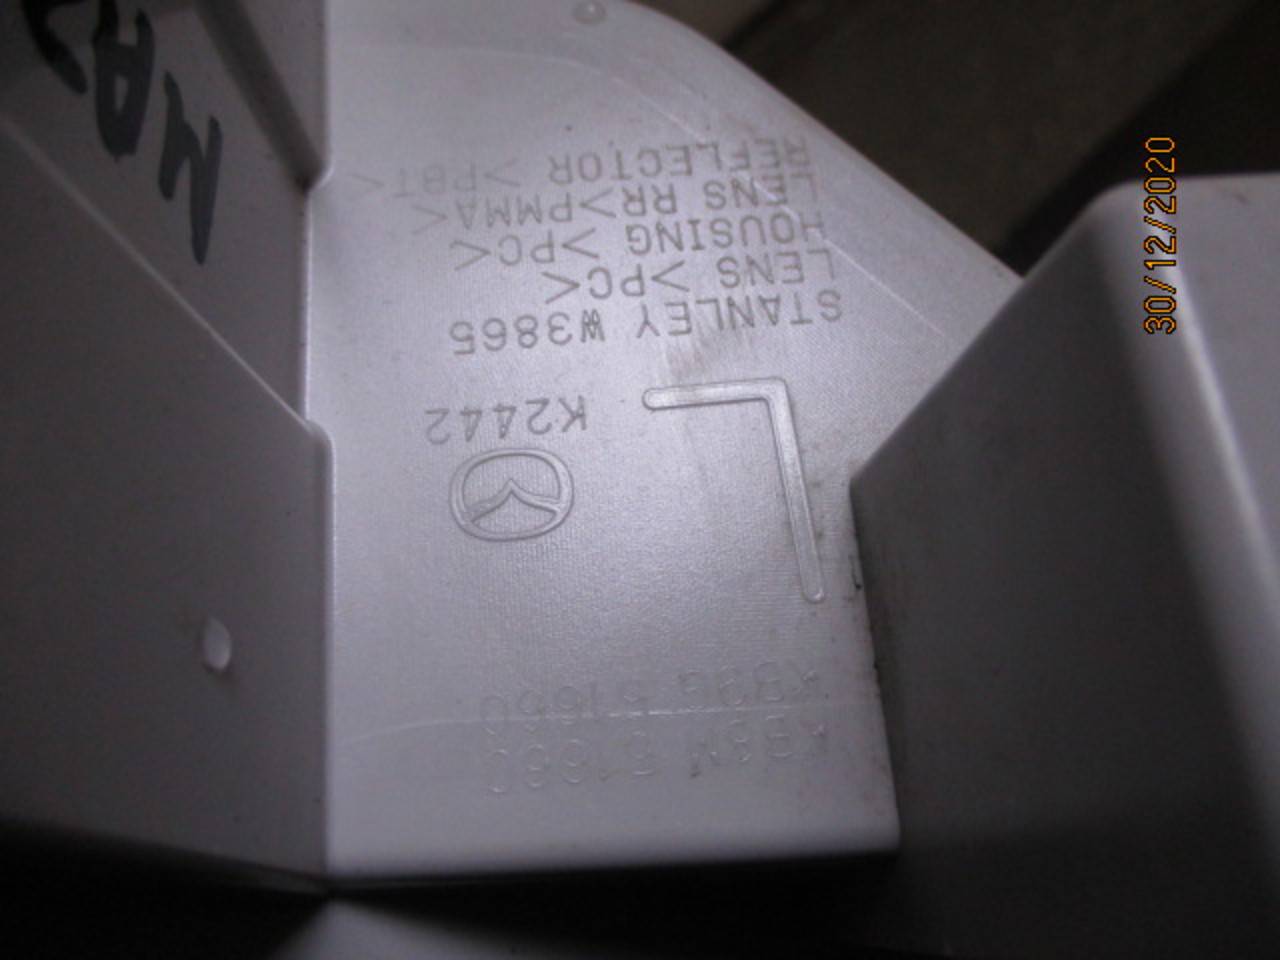 L
K2442
STANLEY W3865
LENS >PC<
HOUSING >PC<
LENS RR>PMMA<
REFLECTOR >PBT<
30/12/2020